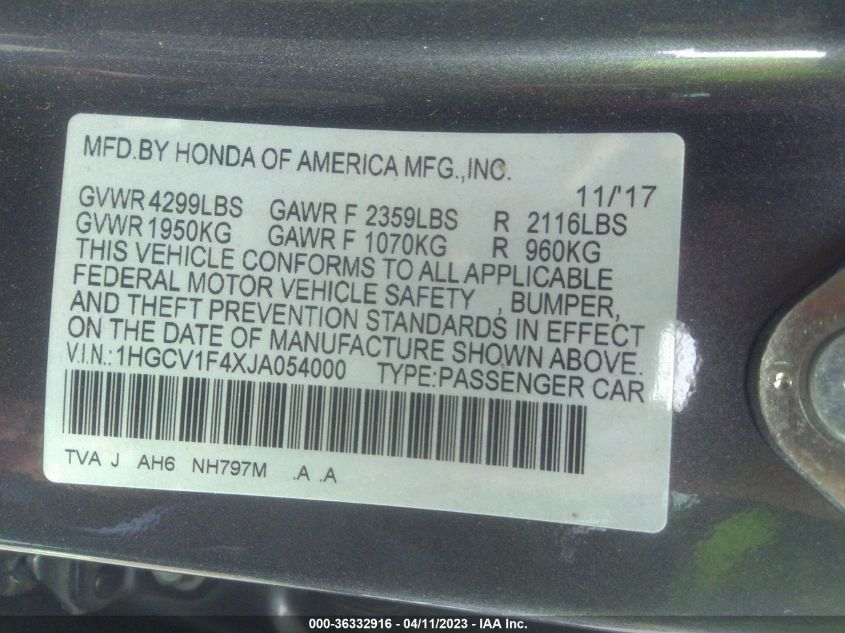 MFD.BY HONDA OF AMERICA MFG.,INC.
11/'17
GVWR 4299LBS GAWR F 2359LBS R 2116LBS
GVWR 1950KG GAWR F 1070KG R 960KG
THIS VEHICLE CONFORMS TO ALL APPLICABLE
FEDERAL MOTOR VEHICLE SAFETY , BUMPER,
AND THEFT PREVENTION STANDARDS IN EFFECT
ON THE DATE OF MANUFACTURE SHOWN ABOVE.
V.I.N.:1HGCV1F4XJA054000 TYPE:PASSENGER CAR
TVA J AH6 NH797M .A .A
000-36332916 - 04/11/2023 - IAAI Inc.